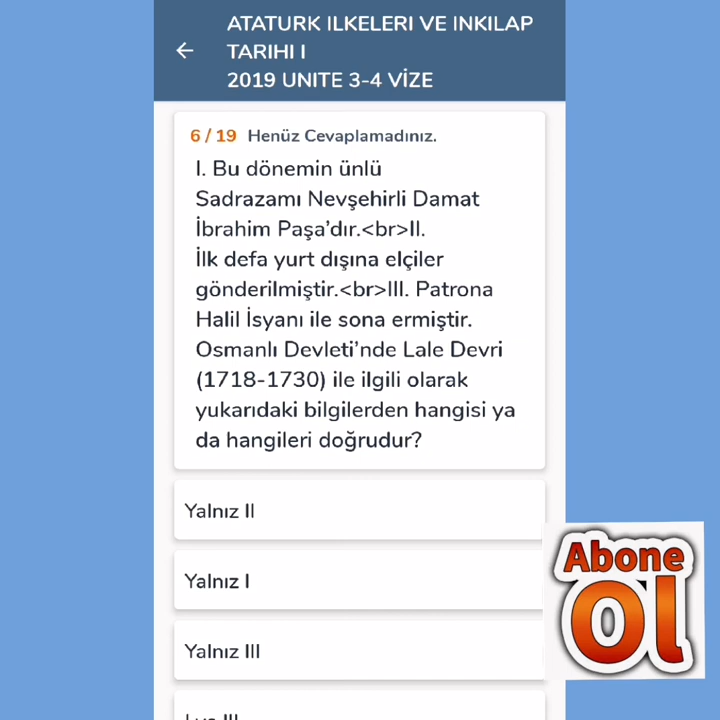 ATATURK ILKELERI VE INKILAP
TARIHI I
2019 UNITE 3-4 VİZE
6 / 19 Henüz Cevaplamadınız.
I. Bu dönemin ünlü
Sadrazamı Nevşehirli Damat
İbrahim Paşa’dır.<br>II.
İlk defa yurt dışına elçiler
gönderilmiştir.<br>III. Patrona
Halil İsyanı ile sona ermiştir.
Osmanlı Devleti’nde Lale Devri
(1718-1730) ile ilgili olarak
yukarıdaki bilgilerden hangisi ya
da hangileri doğrudur?
Yalnız II
Yalnız I
Yalnız III
Abone
Ol